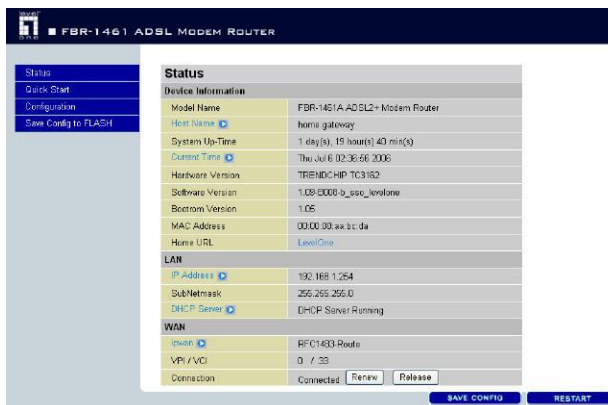 level
one
FBR-1461 ADSL Modem Router
Status
Quick Start
Configuration
Save Config to FLASH
Status
Device Information
Model Name FBR-1461A ADSL2+ Modem Router
Host Name home.gateway
System Up-Time 1 day(s), 19 hour(s) 40 min(s)
Current Time Thu Jul 6 02:36:56 2006
Hardware Version TRENDCHIP TC3162
Software Version
Bootrom Version 1.05
MAC Address 00:00:00:aa:bc:da
Home URL LevelOne
LAN
IP Address 192.168.1.254
SubNetmask 255.255.255.0
DHCP Server DHCP Server Running
WAN
ipwan RFC1483-Route
VPI / VCI 0 / 33
Connection Connected Renew Release
SAVE CONFIG RESTART